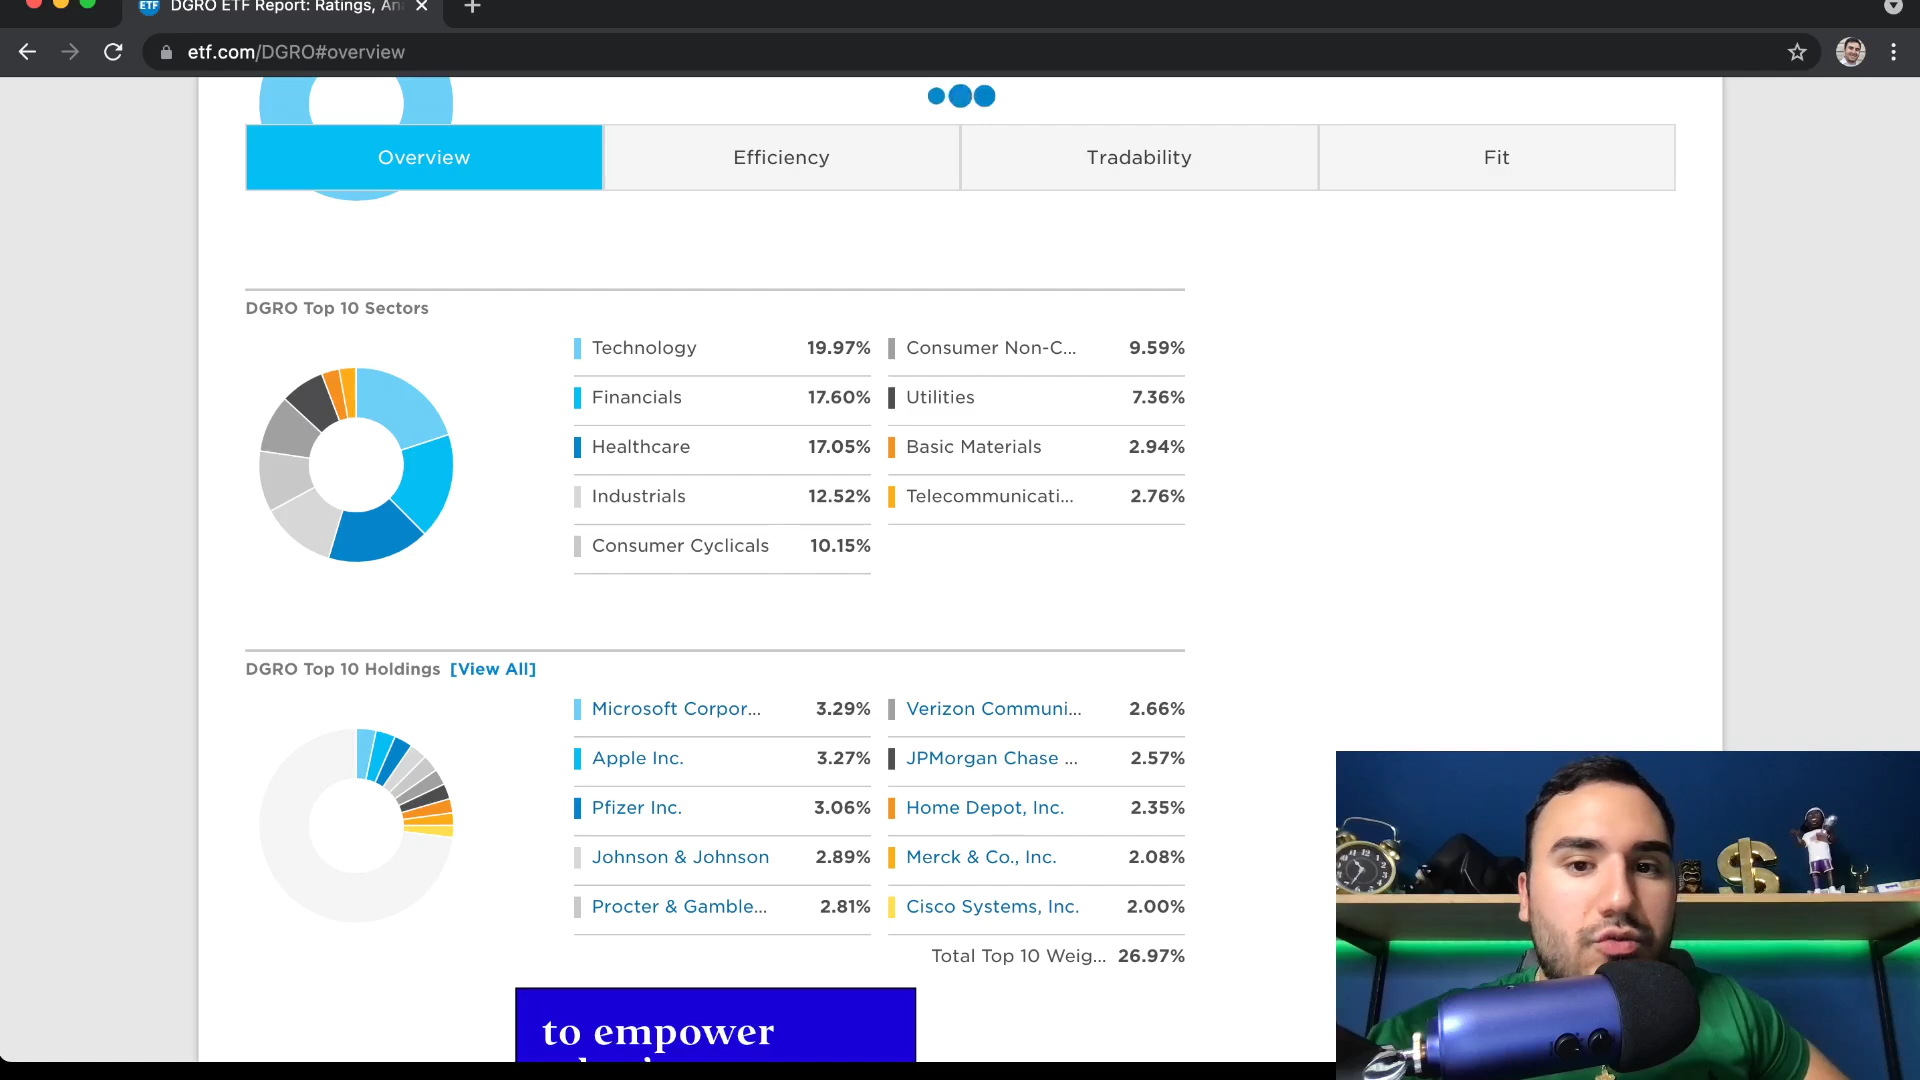 ETF DGRO ETF Report: Ratings, An
etf.com/DGRO#overview
Overview Efficiency Tradability Fit
DGRO Top 10 Sectors
Technology 19.97% Consumer Non-C... 9.59%
Financials 17.60% Utilities 7.36%
Healthcare 17.05% Basic Materials 2.94%
Industrials 12.52% Telecommunicati... 2.76%
Consumer Cyclicals 10.15%
DGRO Top 10 Holdings [View All]
Microsoft Corpor... 3.29% Verizon Communi... 2.66%
Apple Inc. 3.27% JPMorgan Chase ... 2.57%
Pfizer Inc. 3.06% Home Depot, Inc. 2.35%
Johnson & Johnson 2.89% Merck & Co., Inc. 2.08%
Procter & Gamble... 2.81% Cisco Systems, Inc. 2.00%
Total Top 10 Weig... 26.97%
to empower